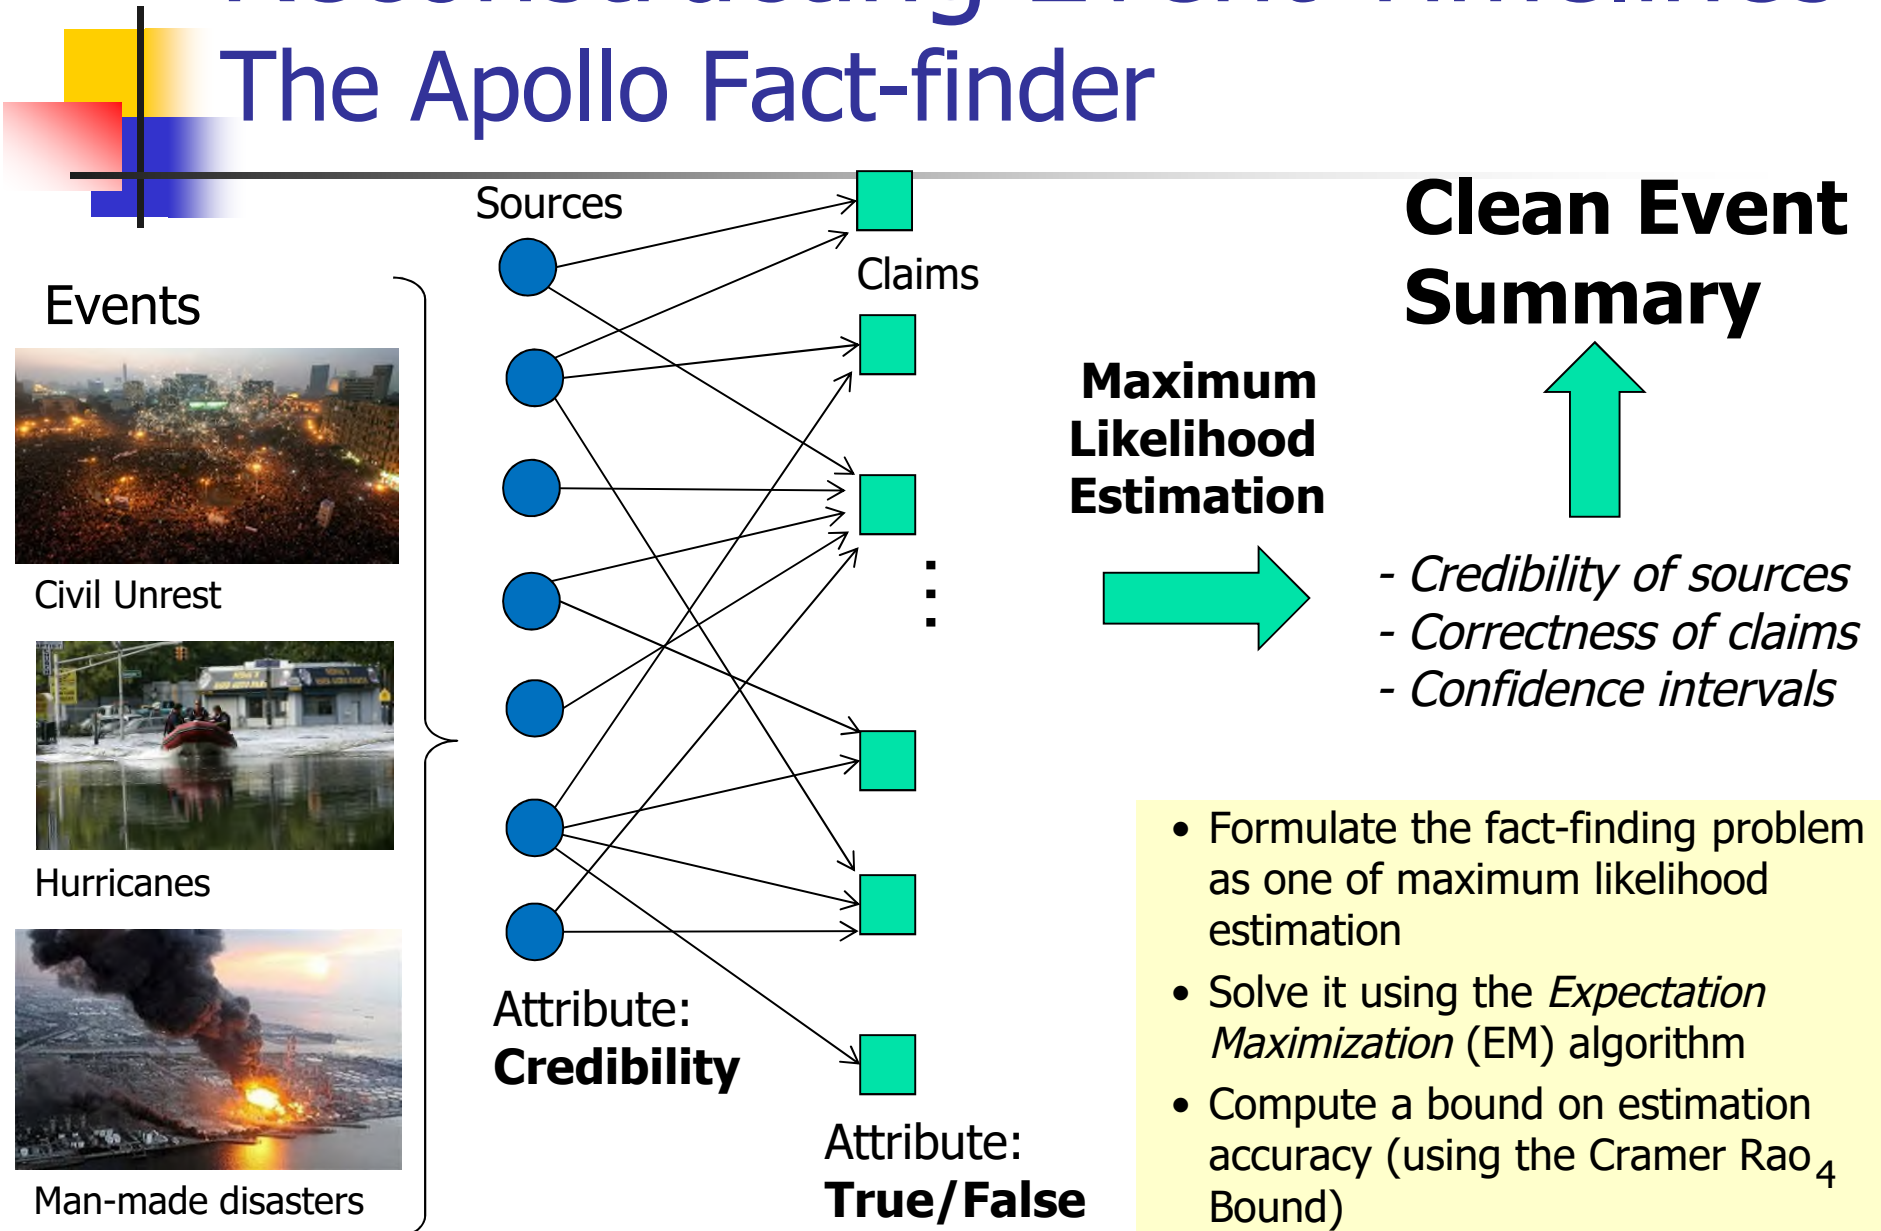 Reconstructing Event Timelines
The Apollo Fact-finder
Sources
Claims
Events
Civil Unrest
Hurricanes
Man-made disasters
Attribute:
Credibility
Attribute:
True/False
Maximum
Likelihood
Estimation
Clean Event
Summary
- Credibility of sources
- Correctness of claims
- Confidence intervals
• Formulate the fact-finding problem
as one of maximum likelihood
estimation
• Solve it using the Expectation
Maximization (EM) algorithm
• Compute a bound on estimation
accuracy (using the Cramer Rao
Bound)
4